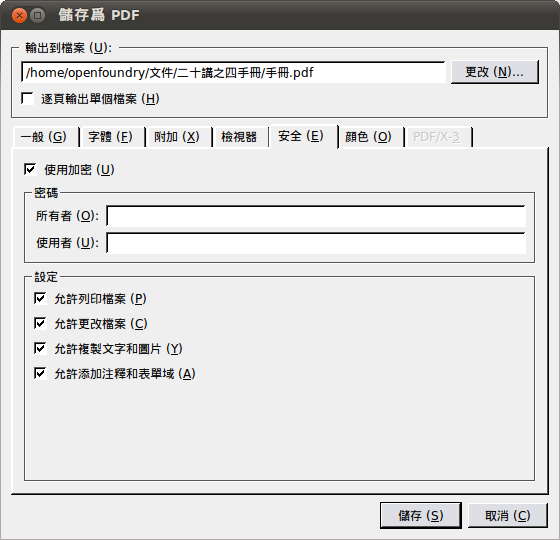 儲存爲 PDF
輸出到檔案 (U):
/home/openfoundry/文件/二十講之四手冊/手冊.pdf
更改 (N)...
逐頁輸出單個檔案 (H)
一般 (G) 字體 (F) 附加 (X) 檢視器 安全 (E) 顏色 (O) PDF/X-3
使用加密 (U)
密碼
所有者 (O):
使用者 (U):
設定
允許列印檔案 (P)
允許更改檔案 (C)
允許複製文字和圖片 (Y)
允許添加注釋和表單域 (A)
儲存 (S) 取消 (C)